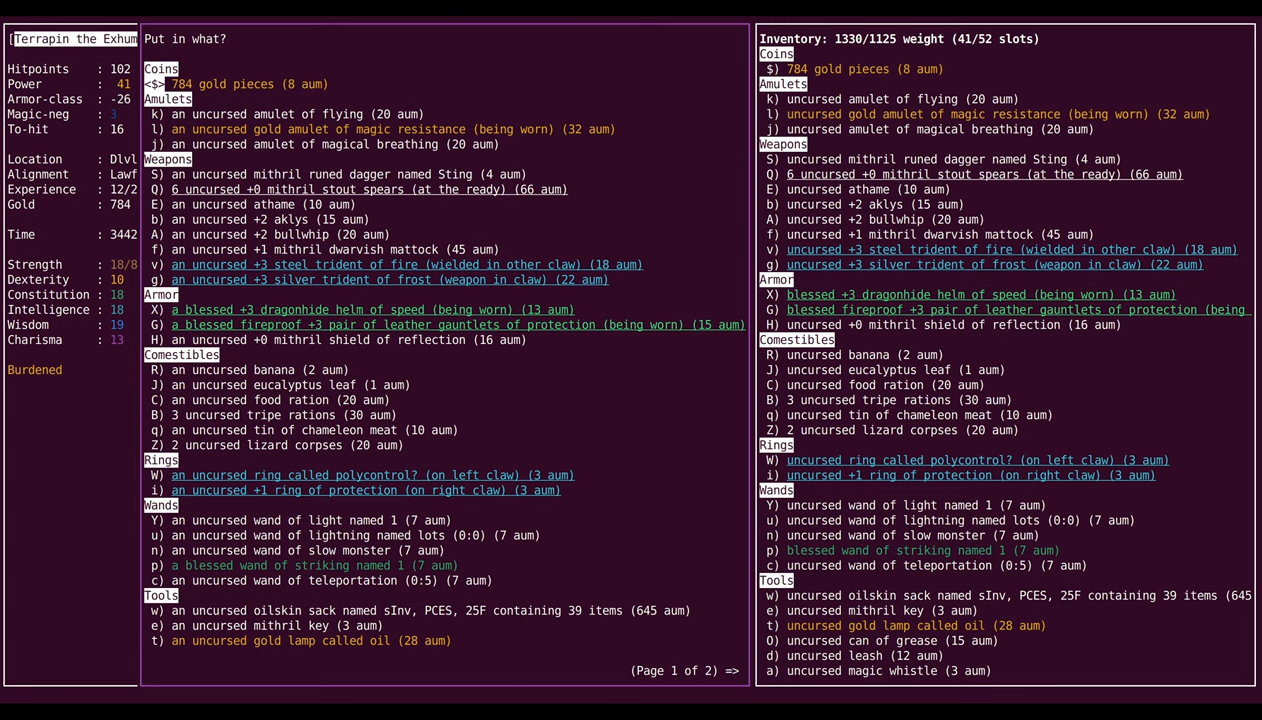 [Terrapin the Exhum
Hitpoints : 102
Power : 41
Armor-class : -26
Magic-neg : 3
To-hit : 16
Location : Dlvl
Alignment : Lawf
Experience : 12/2
Gold : 784
Time : 3442
Strength : 18/8
Dexterity : 10
Constitution : 18
Intelligence : 18
Wisdom : 19
Charisma : 13
Burdened
Put in what?
Coins
<$> 784 gold pieces (8 aum)
Amulets
k) an uncursed amulet of flying (20 aum)
l) an uncursed gold amulet of magic resistance (being worn) (32 aum)
j) an uncursed amulet of magical breathing (20 aum)
Weapons
S) an uncursed mithril runed dagger named Sting (4 aum)
Q) 6 uncursed +0 mithril stout spears (at the ready) (66 aum)
E) an uncursed athame (10 aum)
b) an uncursed +2 aklys (15 aum)
A) an uncursed +2 bullwhip (20 aum)
f) an uncursed +1 mithril dwarvish mattock (45 aum)
v) an uncursed +3 steel trident of fire (wielded in other claw) (18 aum)
g) an uncursed +3 silver trident of frost (weapon in claw) (22 aum)
Armor
X) a blessed +3 dragonhide helm of speed (being worn) (13 aum)
G) a blessed fireproof +3 pair of leather gauntlets of protection (being worn) (15 aum)
H) an uncursed +0 mithril shield of reflection (16 aum)
Comestibles
R) an uncursed banana (2 aum)
J) an uncursed eucalyptus leaf (1 aum)
C) an uncursed food ration (20 aum)
B) 3 uncursed tripe rations (30 aum)
q) an uncursed tin of chameleon meat (10 aum)
Z) 2 uncursed lizard corpses (20 aum)
Rings
W) an uncursed ring called polycontrol? (on left claw) (3 aum)
i) an uncursed +1 ring of protection (on right claw) (3 aum)
Wands
Y) an uncursed wand of light named 1 (7 aum)
u) an uncursed wand of lightning named lots (0:0) (7 aum)
n) an uncursed wand of slow monster (7 aum)
p) a blessed wand of striking named 1 (7 aum)
c) an uncursed wand of teleportation (0:5) (7 aum)
Tools
w) an uncursed oilskin sack named sInv, PCES, 25F containing 39 items (645 aum)
e) an uncursed mithril key (3 aum)
t) an uncursed gold lamp called oil (28 aum)
(Page 1 of 2) =>
Inventory: 1330/1125 weight (41/52 slots)
Coins
$) 784 gold pieces (8 aum)
Amulets
k) uncursed amulet of flying (20 aum)
l) uncursed gold amulet of magic resistance (being worn) (32 aum)
j) uncursed amulet of magical breathing (20 aum)
Weapons
S) uncursed mithril runed dagger named Sting (4 aum)
Q) 6 uncursed +0 mithril stout spears (at the ready) (66 aum)
E) uncursed athame (10 aum)
b) uncursed +2 aklys (15 aum)
A) uncursed +2 bullwhip (20 aum)
f) uncursed +1 mithril dwarvish mattock (45 aum)
v) uncursed +3 steel trident of fire (wielded in other claw) (18 aum)
g) uncursed +3 silver trident of frost (weapon in claw) (22 aum)
Armor
X) blessed +3 dragonhide helm of speed (being worn) (13 aum)
G) blessed fireproof +3 pair of leather gauntlets of protection (being
H) uncursed +0 mithril shield of reflection (16 aum)
Comestibles
R) uncursed banana (2 aum)
J) uncursed eucalyptus leaf (1 aum)
C) uncursed food ration (20 aum)
B) 3 uncursed tripe rations (30 aum)
q) uncursed tin of chameleon meat (10 aum)
Z) 2 uncursed lizard corpses (20 aum)
Rings
W) uncursed ring called polycontrol? (on left claw) (3 aum)
i) uncursed +1 ring of protection (on right claw) (3 aum)
Wands
Y) uncursed wand of light named 1 (7 aum)
u) uncursed wand of lightning named lots (0:0) (7 aum)
n) uncursed wand of slow monster (7 aum)
p) blessed wand of striking named 1 (7 aum)
c) uncursed wand of teleportation (0:5) (7 aum)
Tools
w) uncursed oilskin sack named sInv, PCES, 25F containing 39 items (645
e) uncursed mithril key (3 aum)
t) uncursed gold lamp called oil (28 aum)
O) uncursed can of grease (15 aum)
d) uncursed leash (12 aum)
a) uncursed magic whistle (3 aum)